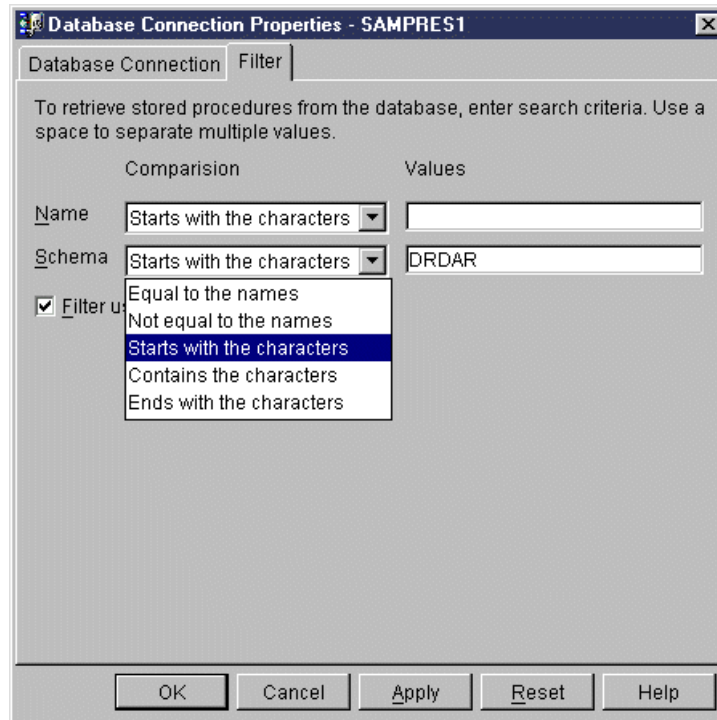 Database Connection Properties - SAMPRES1
Database Connection Filter
To retrieve stored procedures from the database, enter search criteria. Use a
space to separate multiple values.
Comparision Values
Name Starts with the characters
Schema Starts with the characters DRDAR
Filter
Equal to the names
Not equal to the names
Starts with the characters
Contains the characters
Ends with the characters
OK Cancel Apply Reset Help